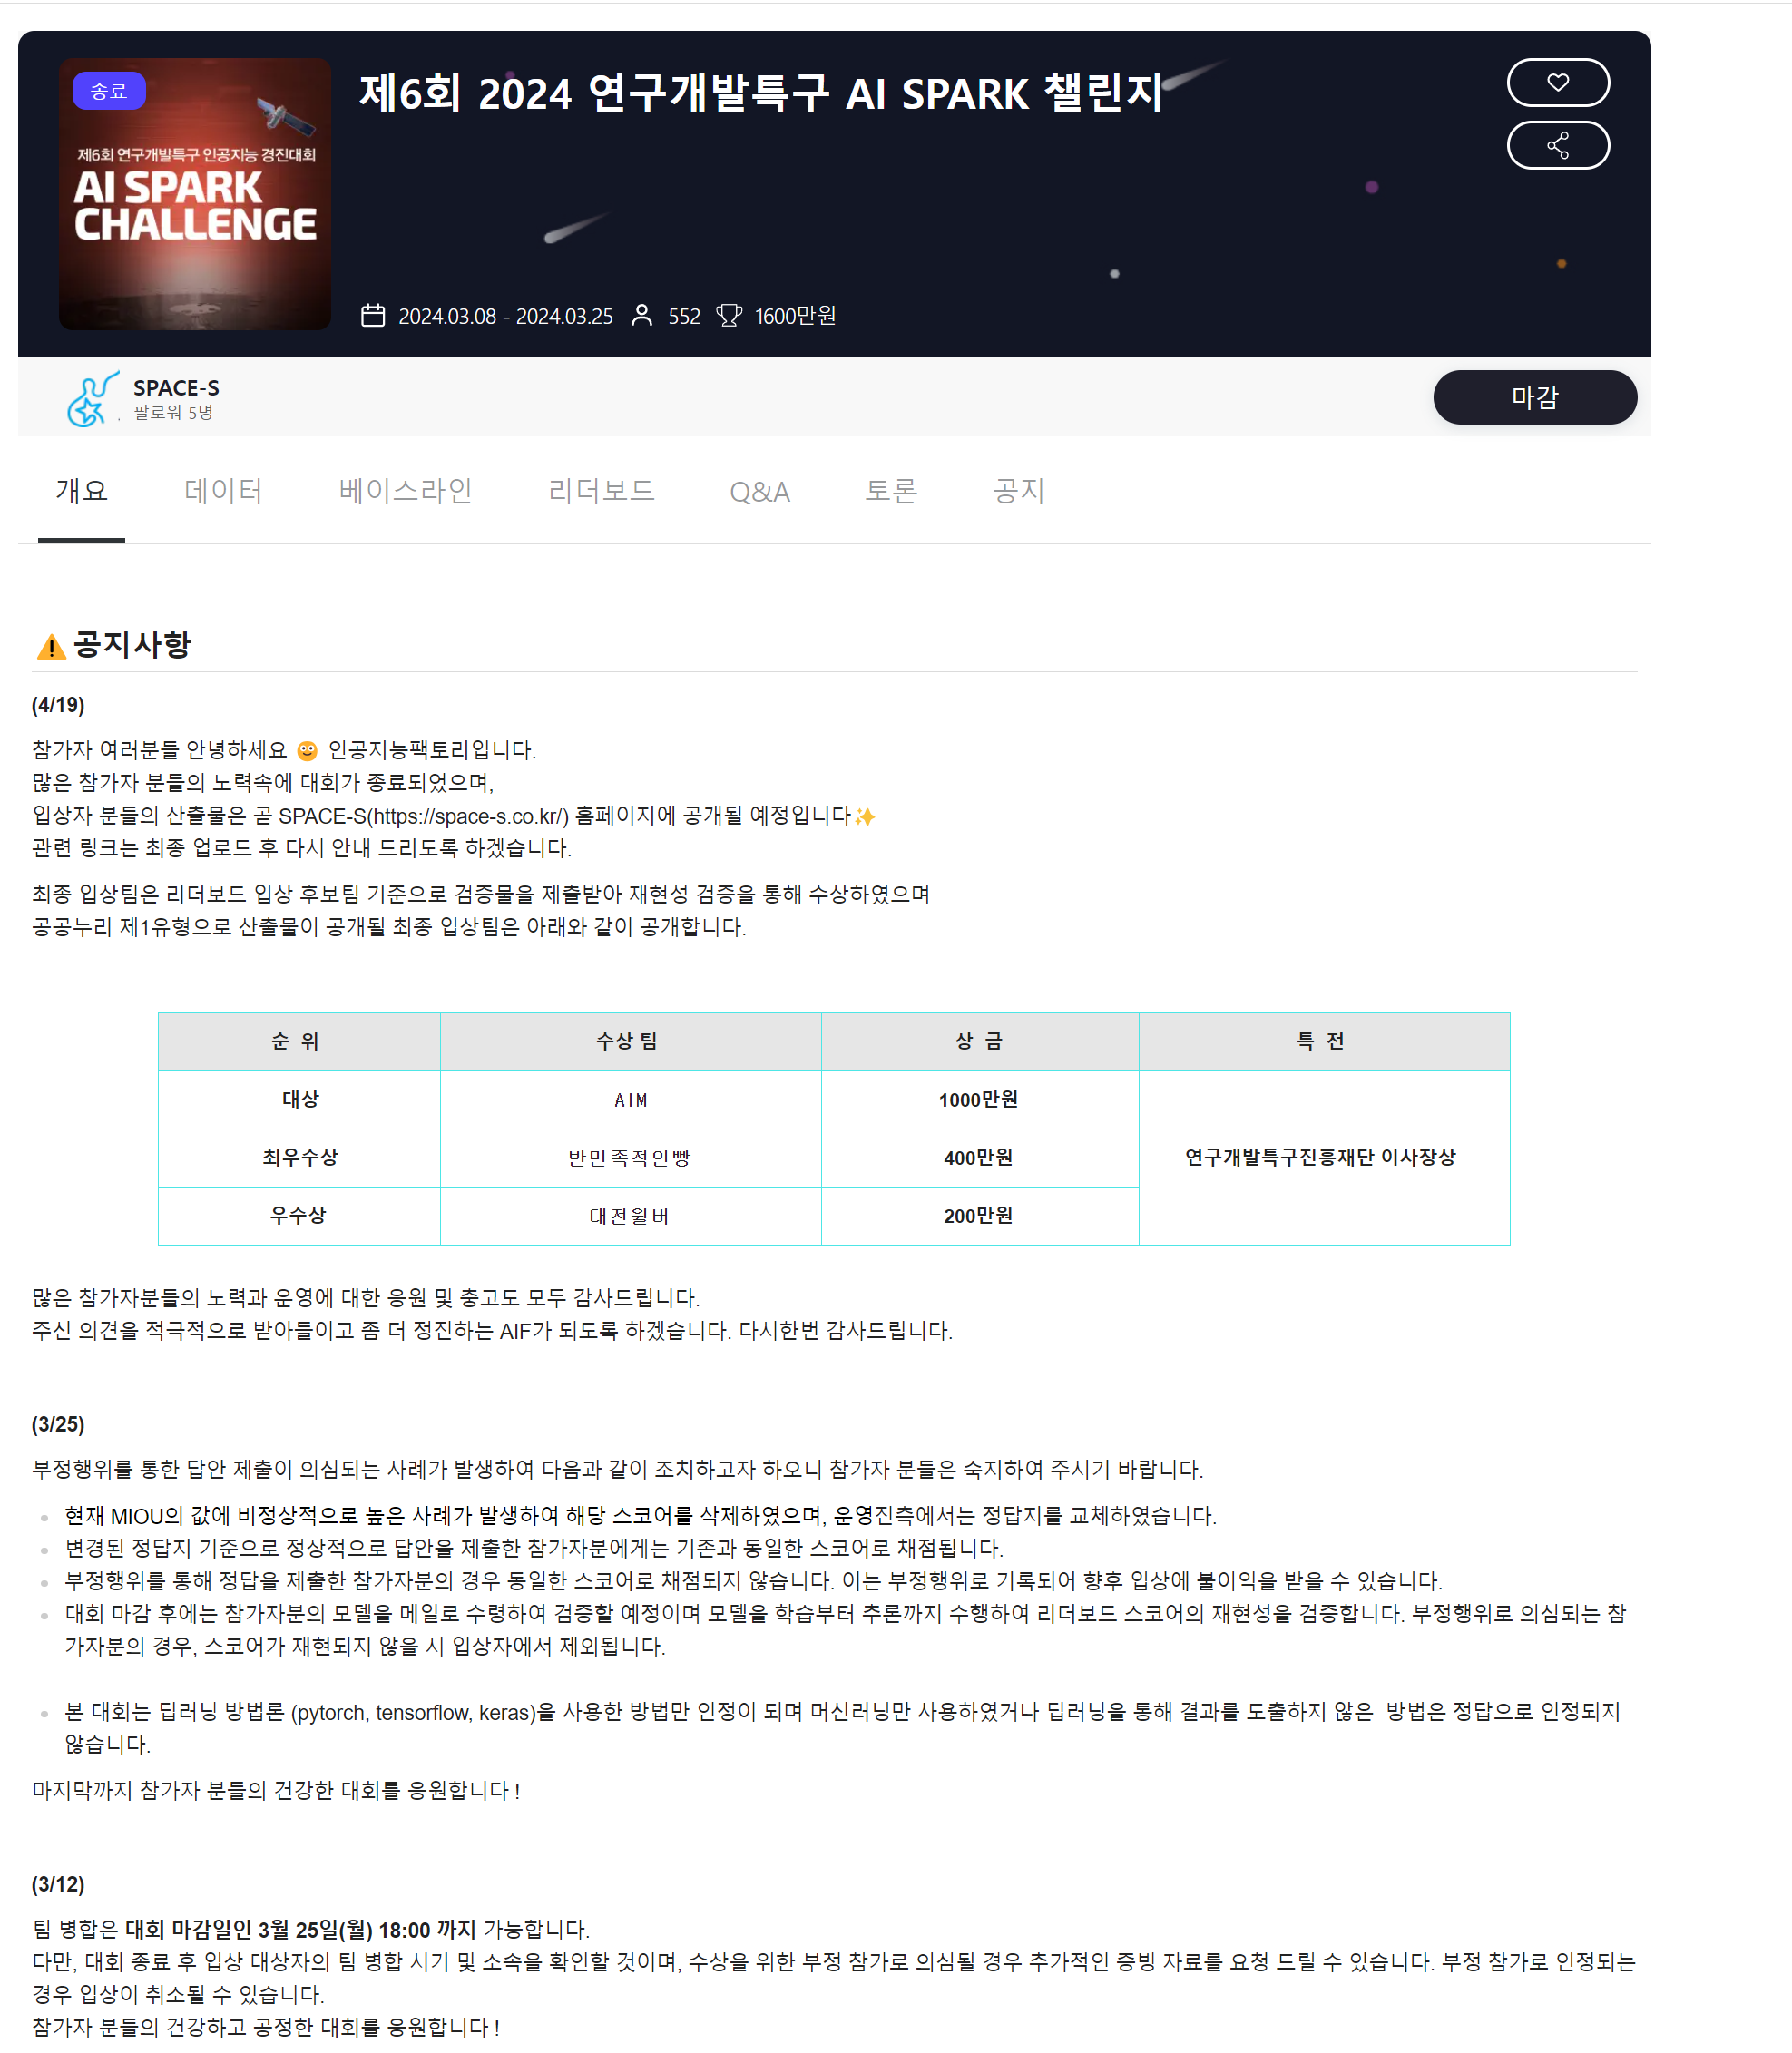 종료
제6회 연구개발특구 인공지능 경진대회
AI SPARK
CHALLENGE
제6회 2024 연구개발특구 AI SPARK 챌린지
2024.03.08 - 2024.03.25 552 1600만원
SPACE-S
팔로워 5명
마감
개요 데이터 베이스라인 리더보드 Q&A 토론 공지
⚠️ 공지사항
(4/19)
참가자 여러분들 안녕하세요 🙂 인공지능팩토리입니다.
많은 참가자 분들의 노력속에 대회가 종료되었으며,
입상자 분들의 산출물은 곧 SPACE-S(https://space-s.co.kr/) 홈페이지에 공개될 예정입니다✨
관련 링크는 최종 업로드 후 다시 안내 드리도록 하겠습니다.
최종 입상팀은 리더보드 입상 후보팀 기준으로 검증물을 제출받아 재현성 검증을 통해 수상하였으며
공공누리 제1유형으로 산출물이 공개될 최종 입상팀은 아래와 같이 공개합니다.
순 위 수상 팀 상 금 특 전
대상 AIM 1000만원
최우수상 반민족적인빵 400만원 연구개발특구진흥재단 이사장상
우수상 대전윌버 200만원
많은 참가자분들의 노력과 운영에 대한 응원 및 충고도 모두 감사드립니다.
주신 의견을 적극적으로 받아들이고 좀 더 정진하는 AIF가 되도록 하겠습니다. 다시한번 감사드립니다.
(3/25)
부정행위를 통한 답안 제출이 의심되는 사례가 발생하여 다음과 같이 조치하고자 하오니 참가자 분들은 숙지하여 주시기 바랍니다.
현재 MIOU의 값에 비정상적으로 높은 사례가 발생하여 해당 스코어를 삭제하였으며, 운영진측에서는 정답지를 교체하였습니다.
변경된 정답지 기준으로 정상적으로 답안을 제출한 참가자분에게는 기존과 동일한 스코어로 채점됩니다.
부정행위를 통해 정답을 제출한 참가자분의 경우 동일한 스코어로 채점되지 않습니다. 이는 부정행위로 기록되어 향후 입상에 불이익을 받을 수 있습니다.
대회 마감 후에는 참가자분의 모델을 메일로 수령하여 검증할 예정이며 모델을 학습부터 추론까지 수행하여 리더보드 스코어의 재현성을 검증합니다. 부정행위로 의심되는 참
가자분의 경우, 스코어가 재현되지 않을 시 입상자에서 제외됩니다.
본 대회는 딥러닝 방법론 (pytorch, tensorflow, keras)을 사용한 방법만 인정이 되며 머신러닝만 사용하였거나 딥러닝을 통해 결과를 도출하지 않은 방법은 정답으로 인정되지
않습니다.
마지막까지 참가자 분들의 건강한 대회를 응원합니다 !
(3/12)
팀 병합은 대회 마감일인 3월 25일(월) 18:00 까지 가능합니다.
다만, 대회 종료 후 입상 대상자의 팀 병합 시기 및 소속을 확인할 것이며, 수상을 위한 부정 참가로 의심될 경우 추가적인 증빙 자료를 요청 드릴 수 있습니다. 부정 참가로 인정되는
경우 입상이 취소될 수 있습니다.
참가자 분들의 건강하고 공정한 대회를 응원합니다 !